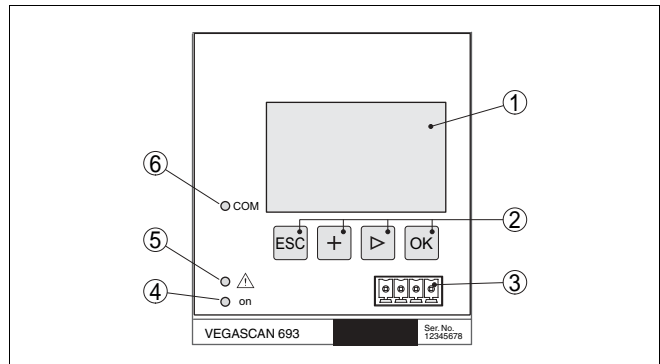 1
6
COM
2
ESC + ▷ OK
5
3
4
on
VEGASCAN 693
Ser. No.
12345678